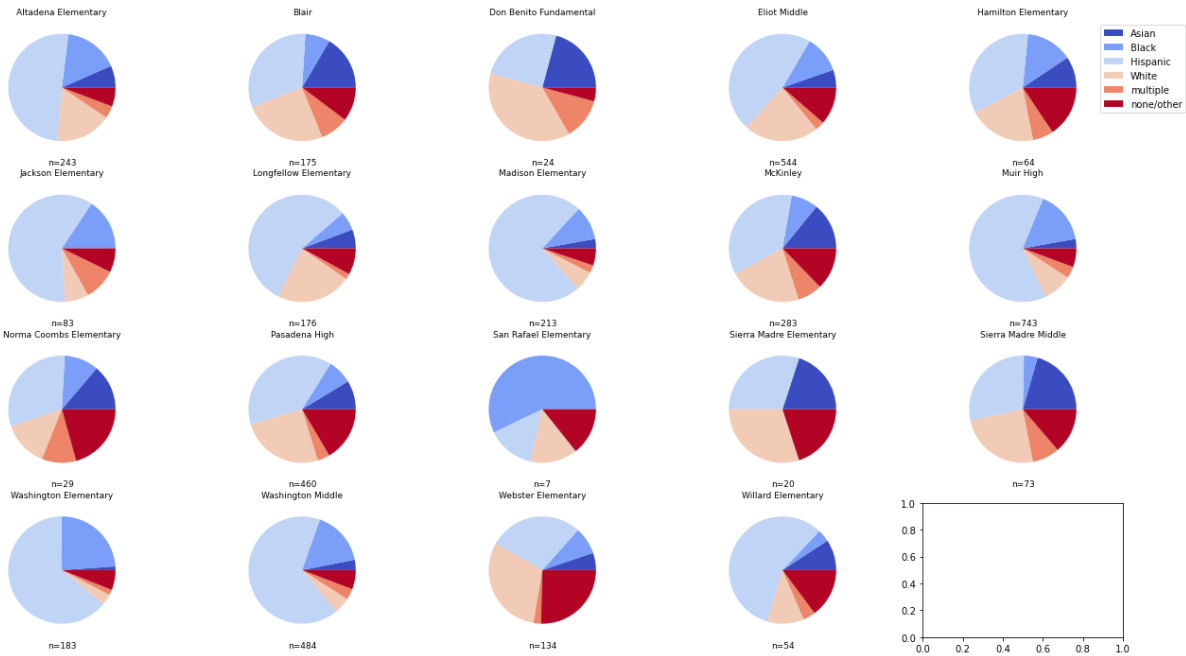 Altadena Elementary
Blair
Don Benito Fundamental
Eliot Middle
Hamilton Elementary
Asian
Black
Hispanic
White
multiple
none/other
n=243
n=175
n=24
n=544
n=64
Jackson Elementary
Longfellow Elementary
Madison Elementary
McKinley
Muir High
n=83
n=176
n=213
n=283
n=743
Norma Coombs Elementary
Pasadena High
San Rafael Elementary
Sierra Madre Elementary
Sierra Madre Middle
n=29
n=460
n=7
n=20
n=73
Washington Elementary
Washington Middle
Webster Elementary
Willard Elementary
1.0
0.8
0.6
0.4
0.2
0.0
0.0 0.2 0.4 0.6 0.8 1.0
n=183
n=484
n=134
n=54